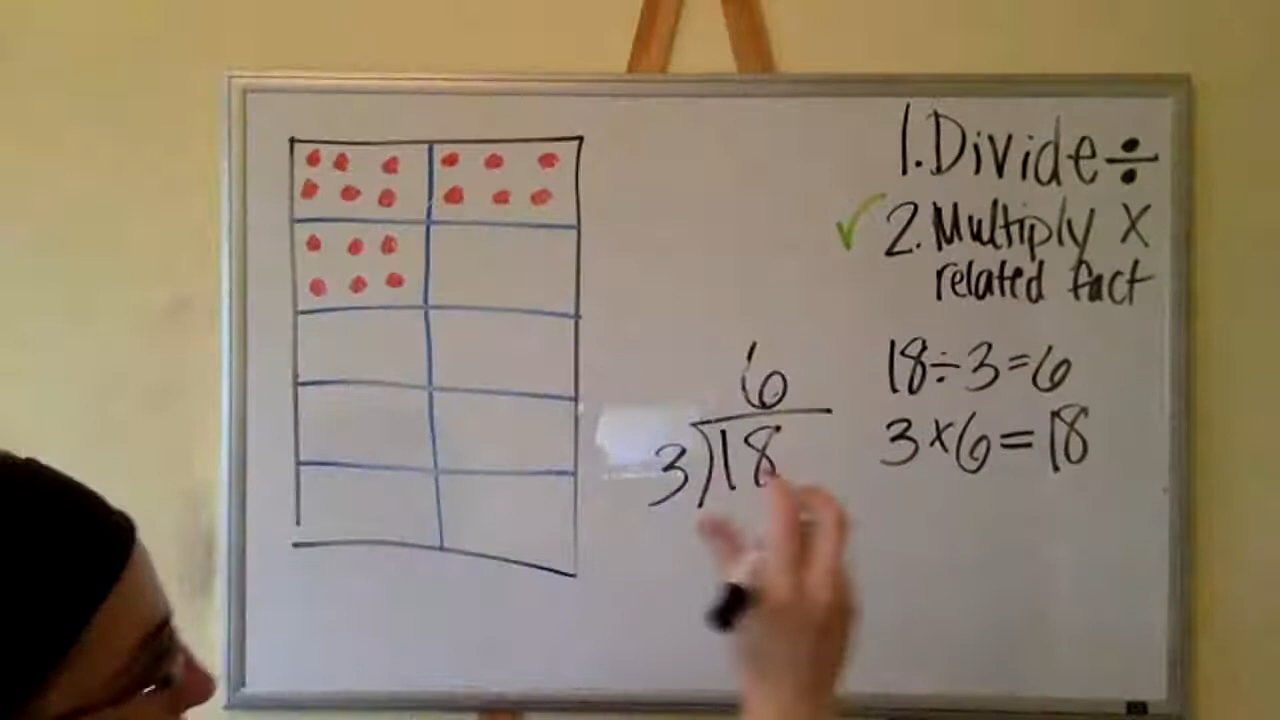 1. Divide ÷
✓ 2. Multiply X
related fact
6
3)18
18÷3=6
3×6=18